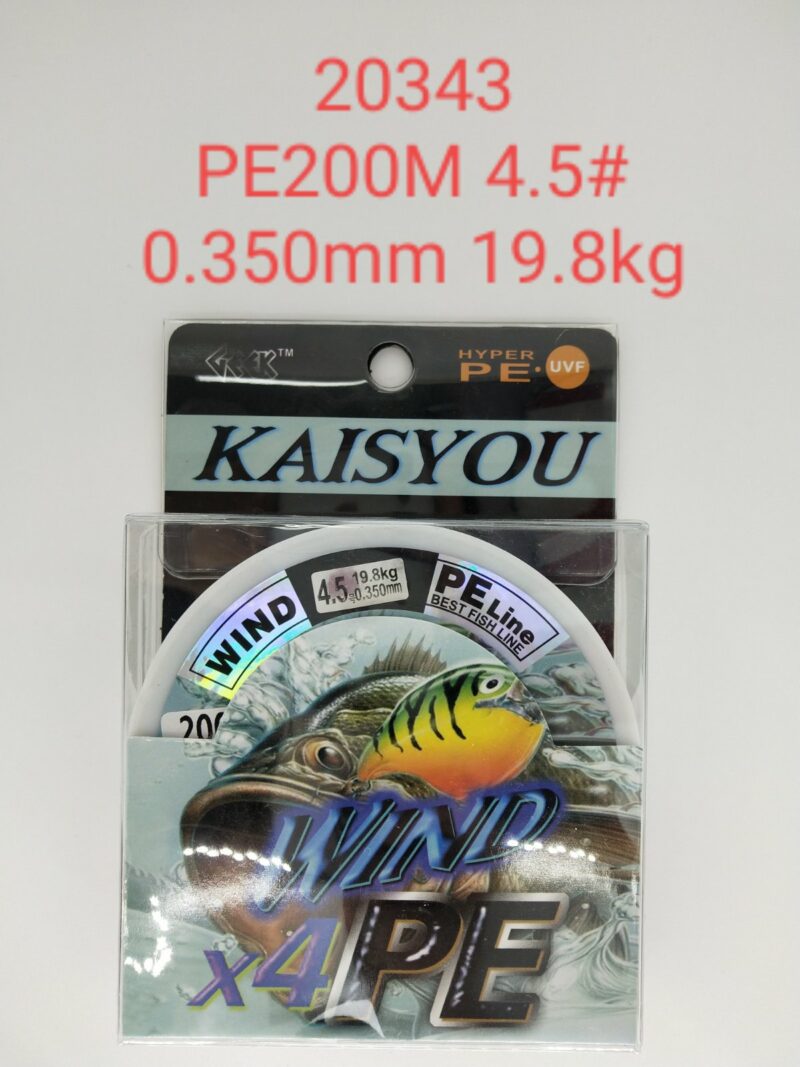 20343
PE200M 4.5#
0.350mm 19.8kg
HYPER
PE·UVF
KAISYOU
WIND
4.5 19.8kg
0.350mm
PE Line
BEST FISH LINE
200
WIND
x4PE